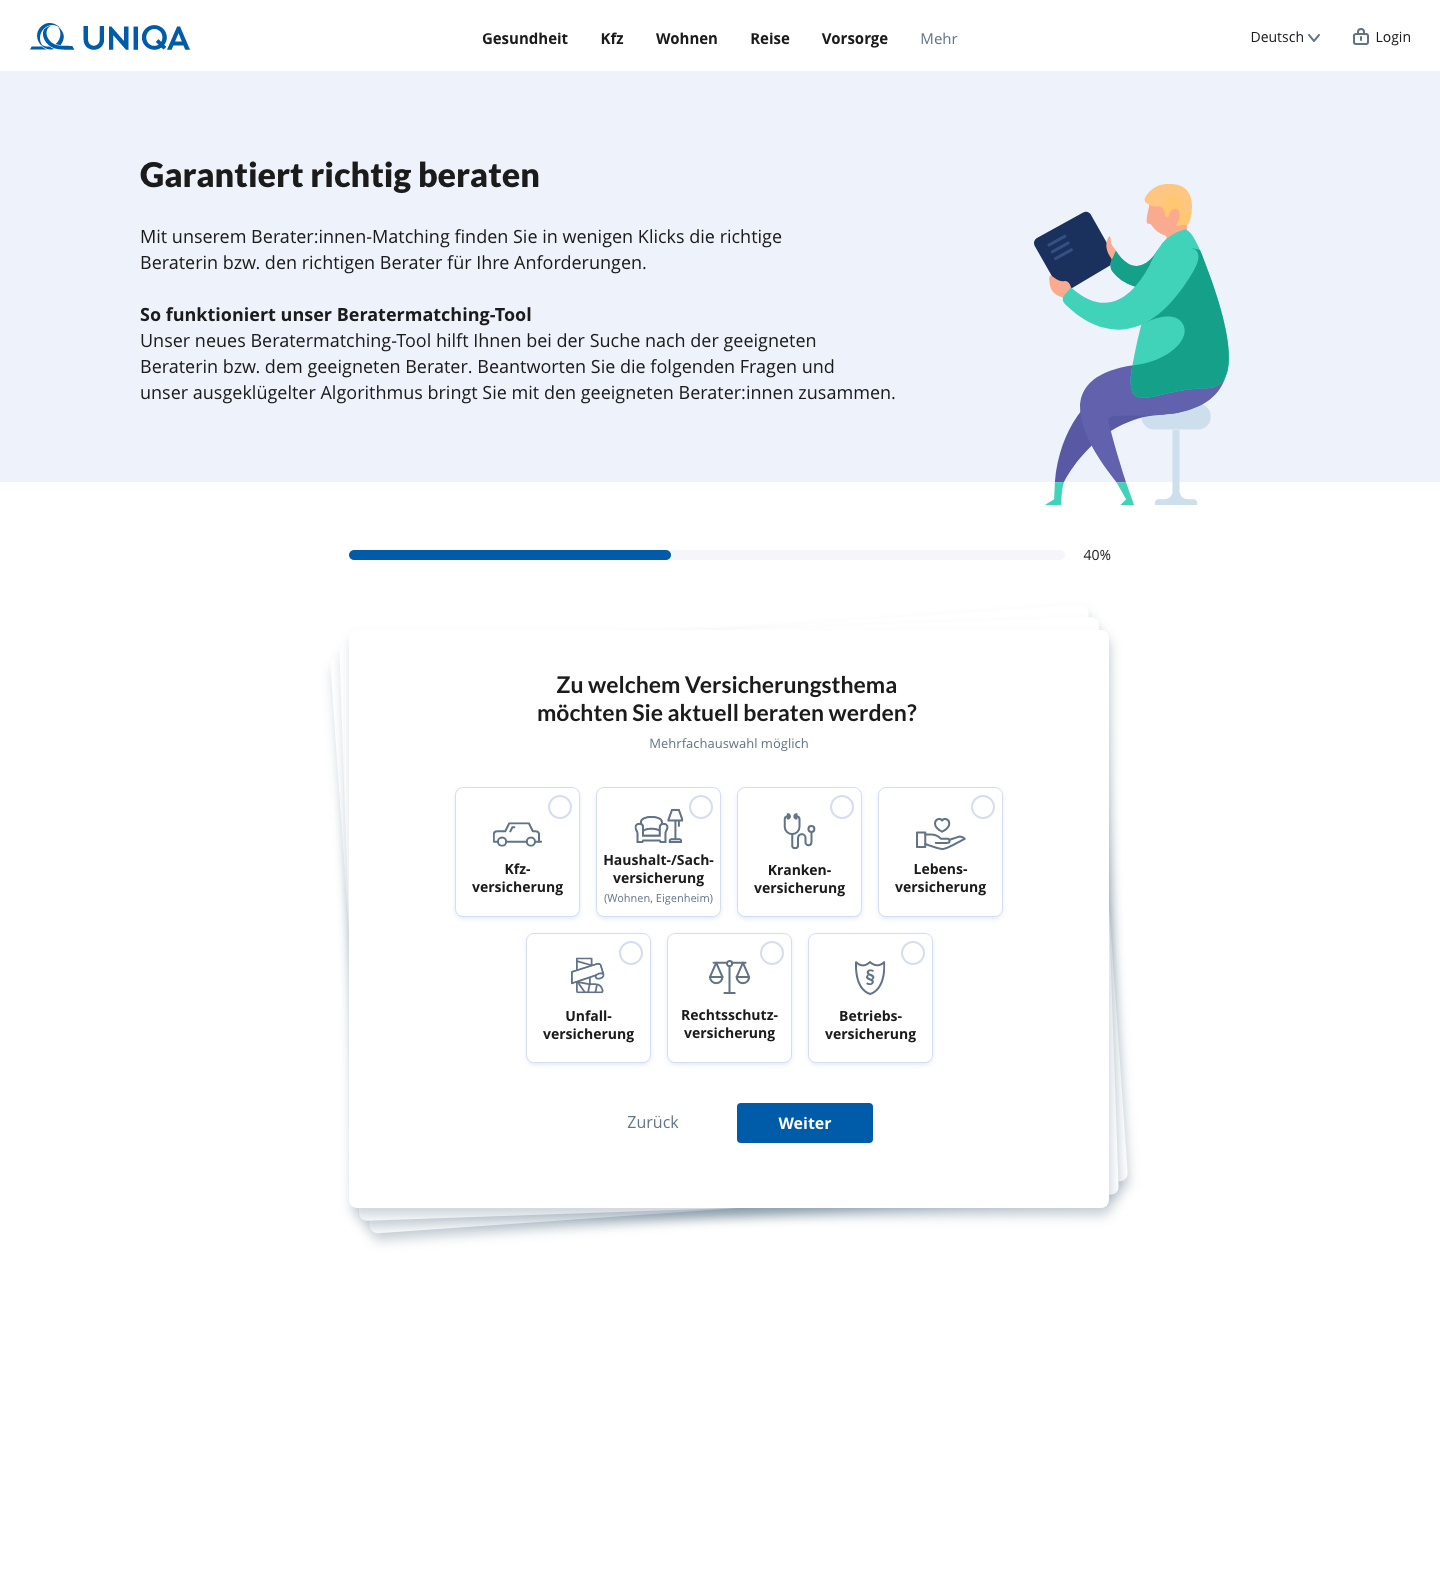 UNIQA
Gesundheit Kfz Wohnen Reise Vorsorge Mehr
Deutsch Login
Garantiert richtig beraten
Mit unserem Berater:innen-Matching finden Sie in wenigen Klicks die richtige
Beraterin bzw. den richtigen Berater für Ihre Anforderungen.
So funktioniert unser Beratermatching-Tool
Unser neues Beratermatching-Tool hilft Ihnen bei der Suche nach der geeigneten
Beraterin bzw. dem geeigneten Berater. Beantworten Sie die folgenden Fragen und
unser ausgeklügelter Algorithmus bringt Sie mit den geeigneten Berater:innen zusammen.
40%
Zu welchem Versicherungsthema
möchten Sie aktuell beraten werden?
Mehrfachauswahl möglich
Kfz-
versicherung
Haushalt-/Sach-
versicherung
(Wohnen, Eigenheim)
Kranken-
versicherung
Lebens-
versicherung
Unfall-
versicherung
Rechtsschutz-
versicherung
§
Betriebs-
versicherung
Zurück
Weiter